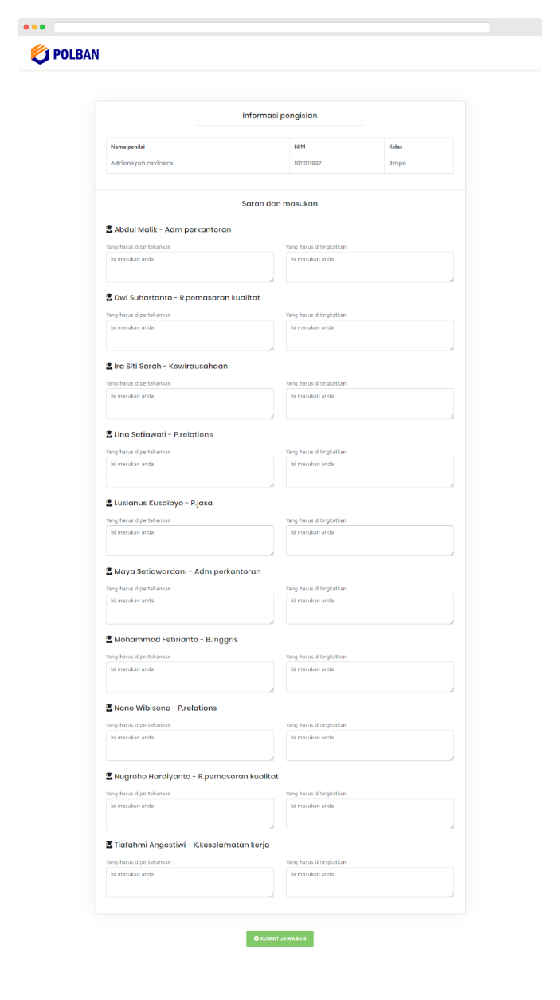 POLBAN
Informasi pengisian
Nama penilai NIM Kelas
Adriansyah ravindra 1811911027 3mpe
Saran dan masukan
Abdul Malik - Adm perkantoran
Yang harus dipertahankan Yang harus ditingkatkan
Isi masukan anda Isi masukan anda
Dwi Suhartanto - R.pemasaran kualitat
Yang harus dipertahankan Yang harus ditingkatkan
Isi masukan anda Isi masukan anda
Ira Siti Sarah - Kewirausahaan
Yang harus dipertahankan Yang harus ditingkatkan
Isi masukan anda Isi masukan anda
Lina Setiawati - P.relations
Yang harus dipertahankan Yang harus ditingkatkan
Isi masukan anda Isi masukan anda
Lusianus Kusdibyo - P.jasa
Yang harus dipertahankan Yang harus ditingkatkan
Isi masukan anda Isi masukan anda
Maya Setiawardani - Adm perkantoran
Yang harus dipertahankan Yang harus ditingkatkan
Isi masukan anda Isi masukan anda
Mohammad Febrianto - B.inggris
Yang harus dipertahankan Yang harus ditingkatkan
Isi masukan anda Isi masukan anda
Nono Wibisono - P.relations
Yang harus dipertahankan Yang harus ditingkatkan
Isi masukan anda Isi masukan anda
Nugroho Hardiyanto - R.pemasaran kualitat
Yang harus dipertahankan Yang harus ditingkatkan
Isi masukan anda Isi masukan anda
Tiafahmi Angestiwi - K.keselamatan kerja
Yang harus dipertahankan Yang harus ditingkatkan
Isi masukan anda Isi masukan anda
SUBMIT JAWABAN